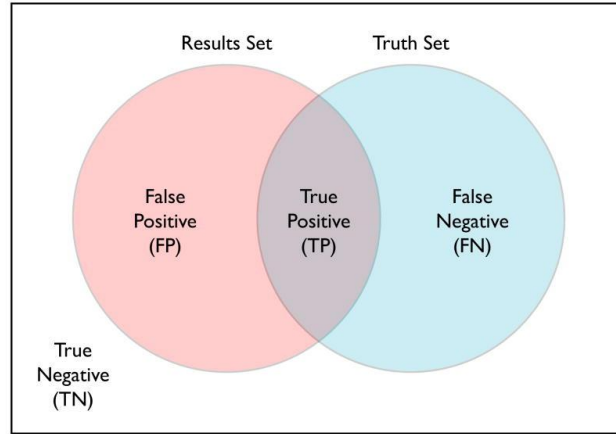 Results Set
Truth Set
False
Positive
(FP)
True
Positive
(TP)
False
Negative
(FN)
True
Negative
(TN)